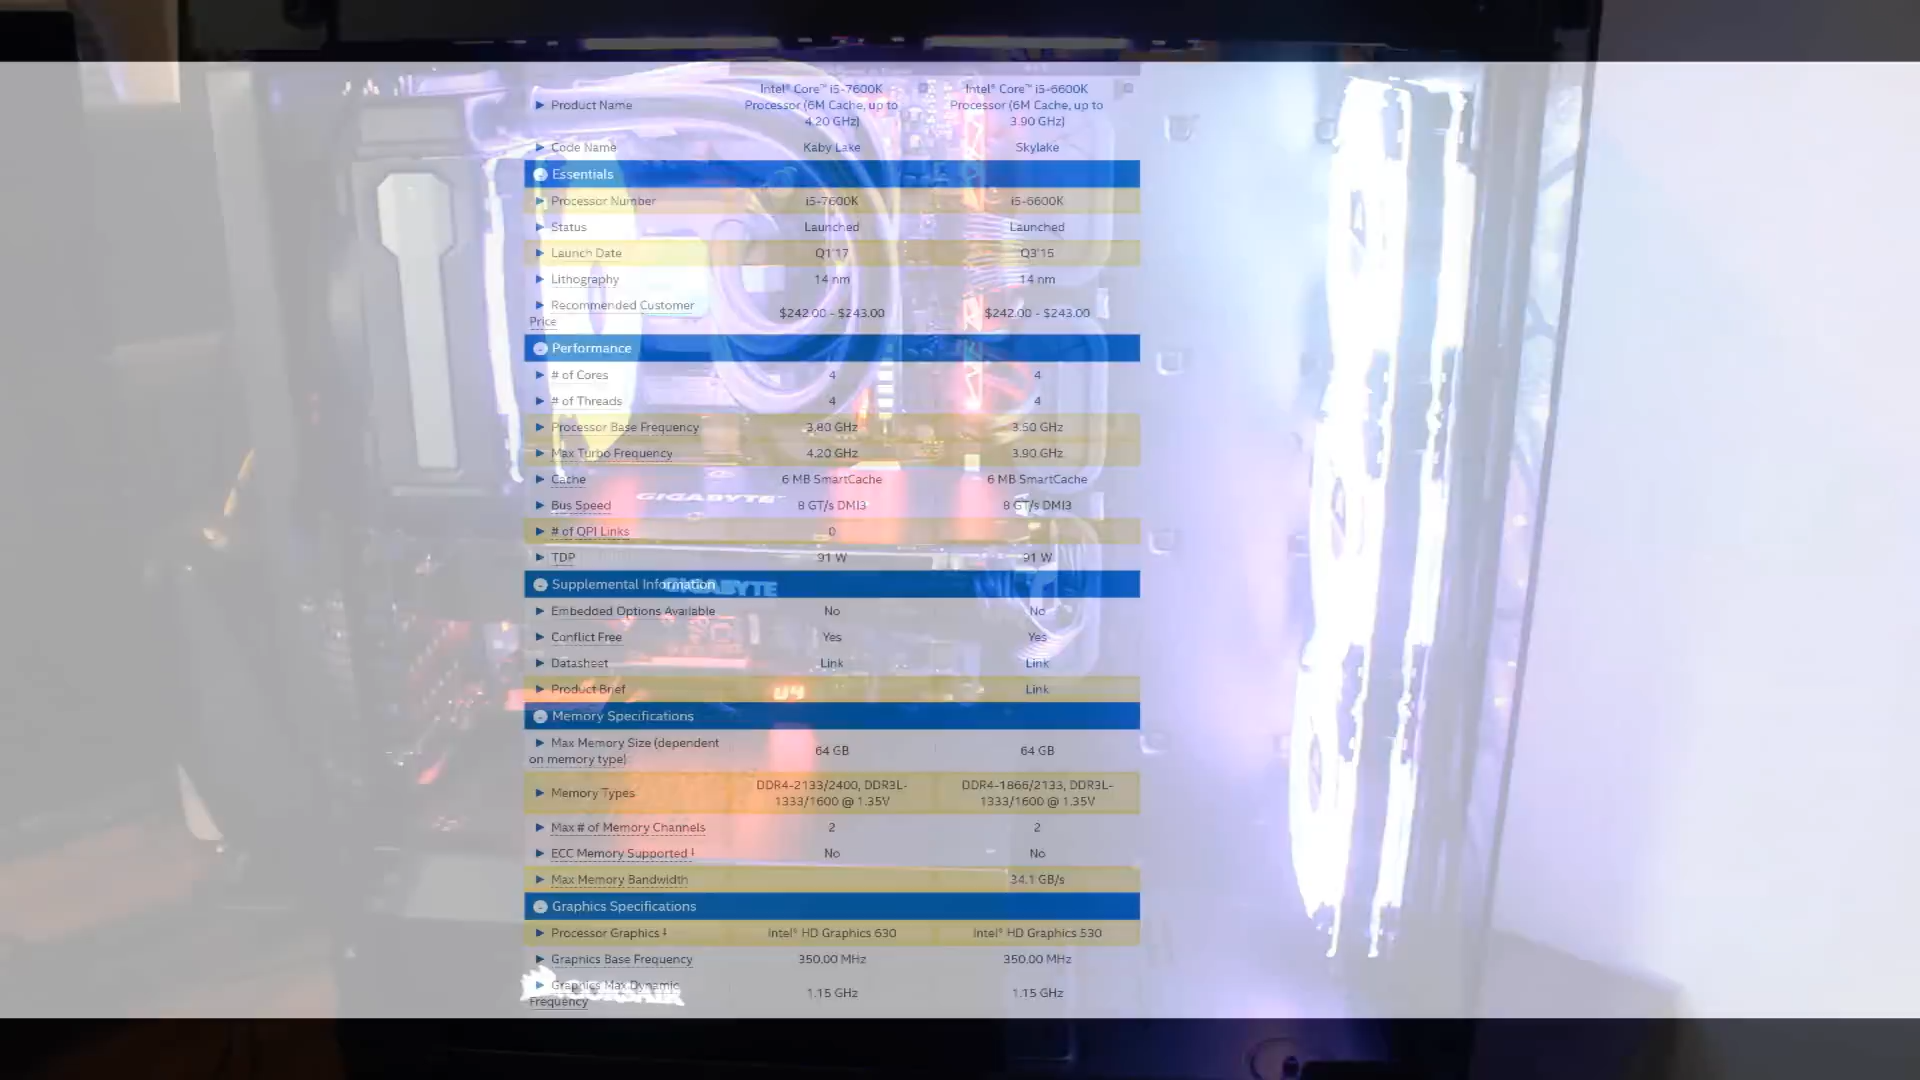 Product Name
Intel® Core™ i5-7600K
Processor (6M Cache, up to
4.20 GHz)
Intel® Core™ i5-6600K
Processor (6M Cache, up to
3.90 GHz)
Code Name Kaby Lake Skylake
Essentials
Processor Number i5-7600K i5-6600K
Status Launched Launched
Launch Date Q1'17 Q3'15
Lithography 14 nm 14 nm
Recommended Customer
Price
$242.00 - $243.00 $242.00 - $243.00
Performance
# of Cores 4 4
# of Threads 4 4
Processor Base Frequency 3.80 GHz 3.50 GHz
Max Turbo Frequency 4.20 GHz 3.90 GHz
Cache 6 MB SmartCache 6 MB SmartCache
GIGABYTE
Bus Speed 8 GT/s DMI3 8 GT/s DMI3
# of QPI Links 0
TDP 91 W 91 W
Supplemental Information
GIGABYTE
Embedded Options Available No No
Conflict Free Yes Yes
Datasheet Link Link
Product Brief Link
Memory Specifications
Max Memory Size (dependent
on memory type)
64 GB 64 GB
Memory Types
DDR4-2133/2400, DDR3L-
1333/1600 @ 1.35V
DDR4-1866/2133, DDR3L-
1333/1600 @ 1.35V
Max # of Memory Channels 2 2
ECC Memory Supported ‡ No No
Max Memory Bandwidth 34.1 GB/s
Graphics Specifications
Processor Graphics ‡ Intel® HD Graphics 630 Intel® HD Graphics 530
Graphics Base Frequency 350.00 MHz 350.00 MHz
Graphics Max Dynamic
Frequency
1.15 GHz 1.15 GHz
CORSAIR